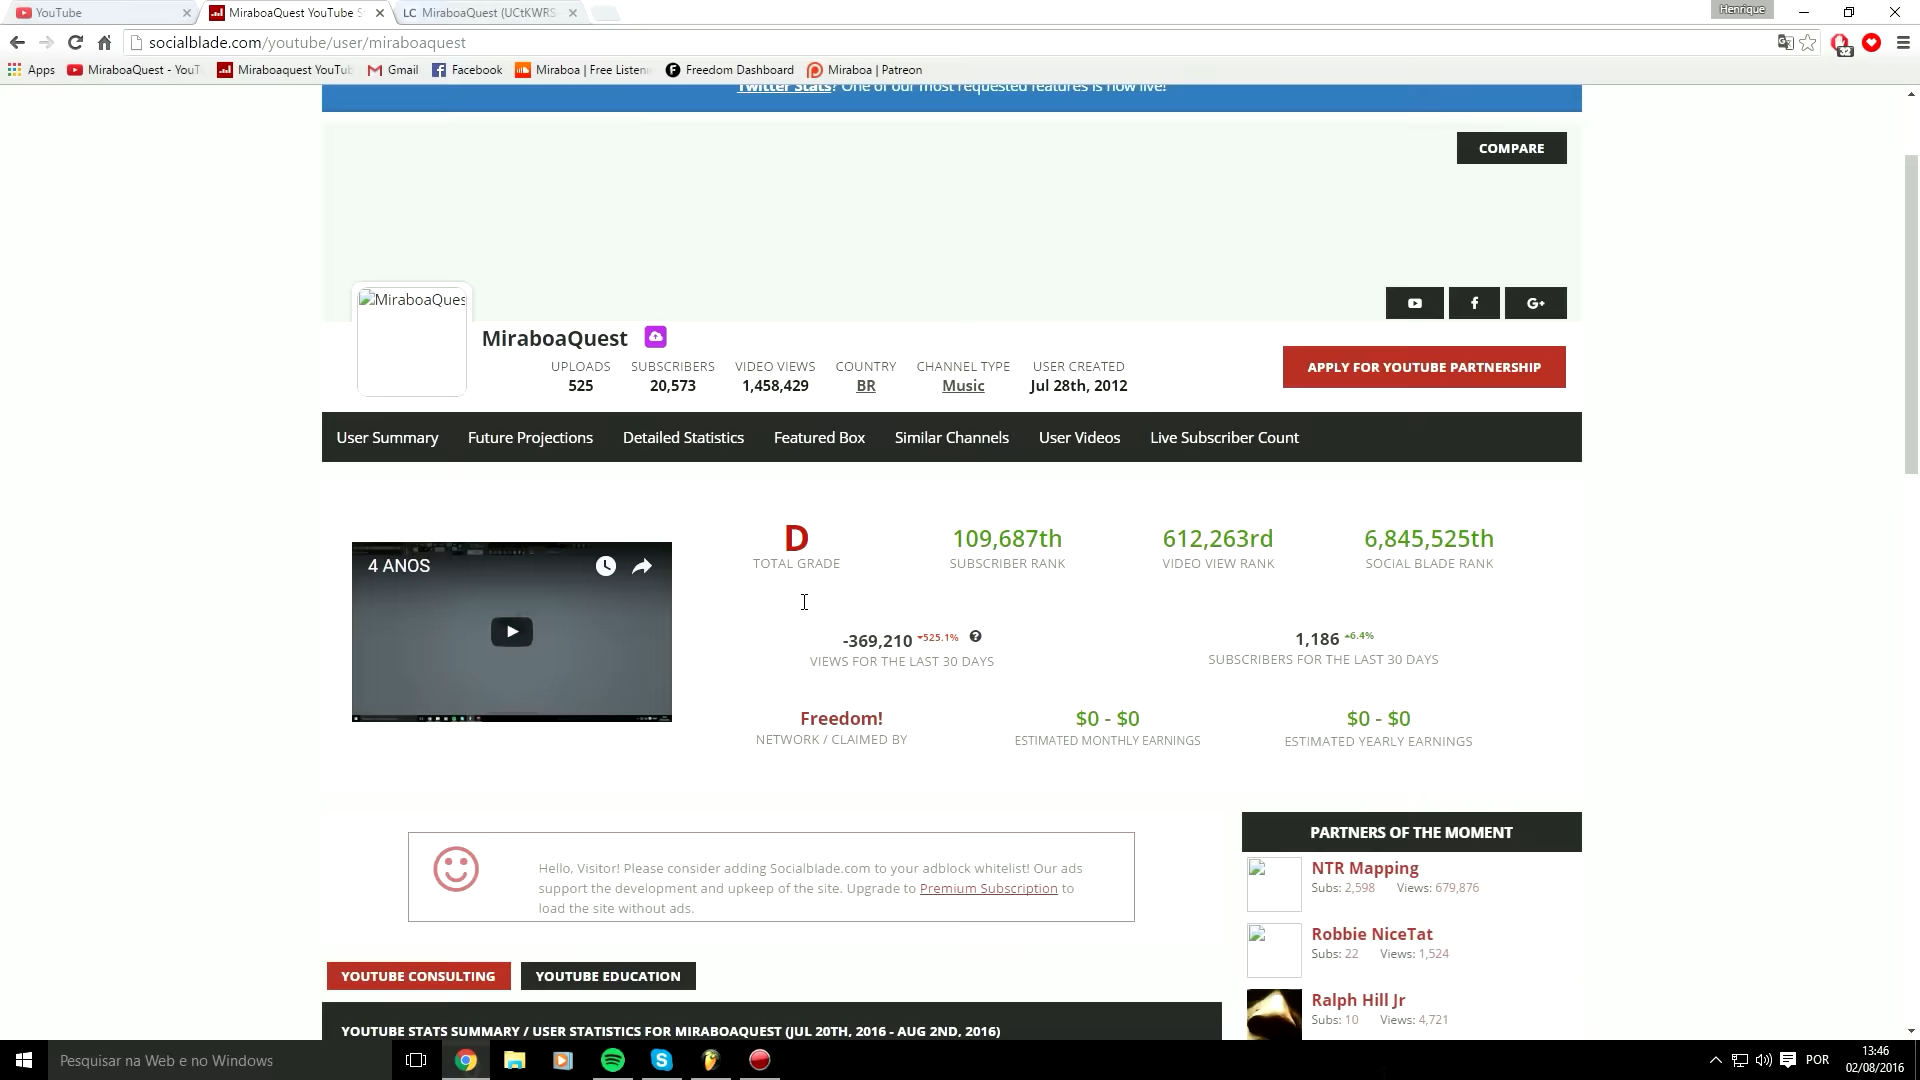 YouTube
MiraboaQuest YouTube S
LC MiraboaQuest (UCtKWRS
Henrique
socialblade.com/youtube/user/miraboaquest
32
Apps
MiraboaQuest - YouT
Miraboaquest YouTub
Gmail
Facebook
Miraboa | Free Listenin
Freedom Dashboard
Miraboa | Patreon
Twitter Stats? One of our most requested features is now live!
COMPARE
MiraboaQues
MiraboaQuest
UPLOADS
525
SUBSCRIBERS
20,573
VIDEO VIEWS
1,458,429
COUNTRY
BR
CHANNEL TYPE
Music
USER CREATED
Jul 28th, 2012
APPLY FOR YOUTUBE PARTNERSHIP
User Summary
Future Projections
Detailed Statistics
Featured Box
Similar Channels
User Videos
Live Subscriber Count
4 ANOS
D
TOTAL GRADE
109,687th
SUBSCRIBER RANK
612,263rd
VIDEO VIEW RANK
6,845,525th
SOCIAL BLADE RANK
-369,210 525.1%
VIEWS FOR THE LAST 30 DAYS
1,186 6.4%
SUBSCRIBERS FOR THE LAST 30 DAYS
Freedom!
NETWORK / CLAIMED BY
$0 - $0
ESTIMATED MONTHLY EARNINGS
$0 - $0
ESTIMATED YEARLY EARNINGS
Hello, Visitor! Please consider adding Socialblade.com to your adblock whitelist! Our ads
support the development and upkeep of the site. Upgrade to Premium Subscription to
load the site without ads.
PARTNERS OF THE MOMENT
NTR Mapping
Subs: 2,598 Views: 679,876
Robbie NiceTat
Subs: 22 Views: 1,524
Ralph Hill Jr
Subs: 10 Views: 4,721
YOUTUBE CONSULTING
YOUTUBE EDUCATION
YOUTUBE STATS SUMMARY / USER STATISTICS FOR MIRABOAQUEST (JUL 20TH, 2016 - AUG 2ND, 2016)
Pesquisar na Web e no Windows
POR
13:46
02/08/2016